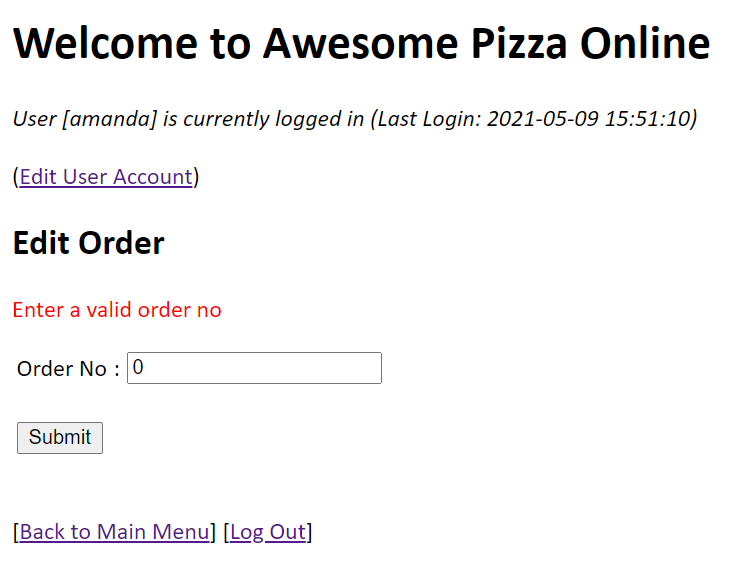 Welcome to Awesome Pizza Online
User [amanda] is currently logged in (Last Login: 2021-05-09 15:51:10)
(Edit User Account)
Edit Order
Enter a valid order no
Order No : 0
Submit
[Back to Main Menu] [Log Out]